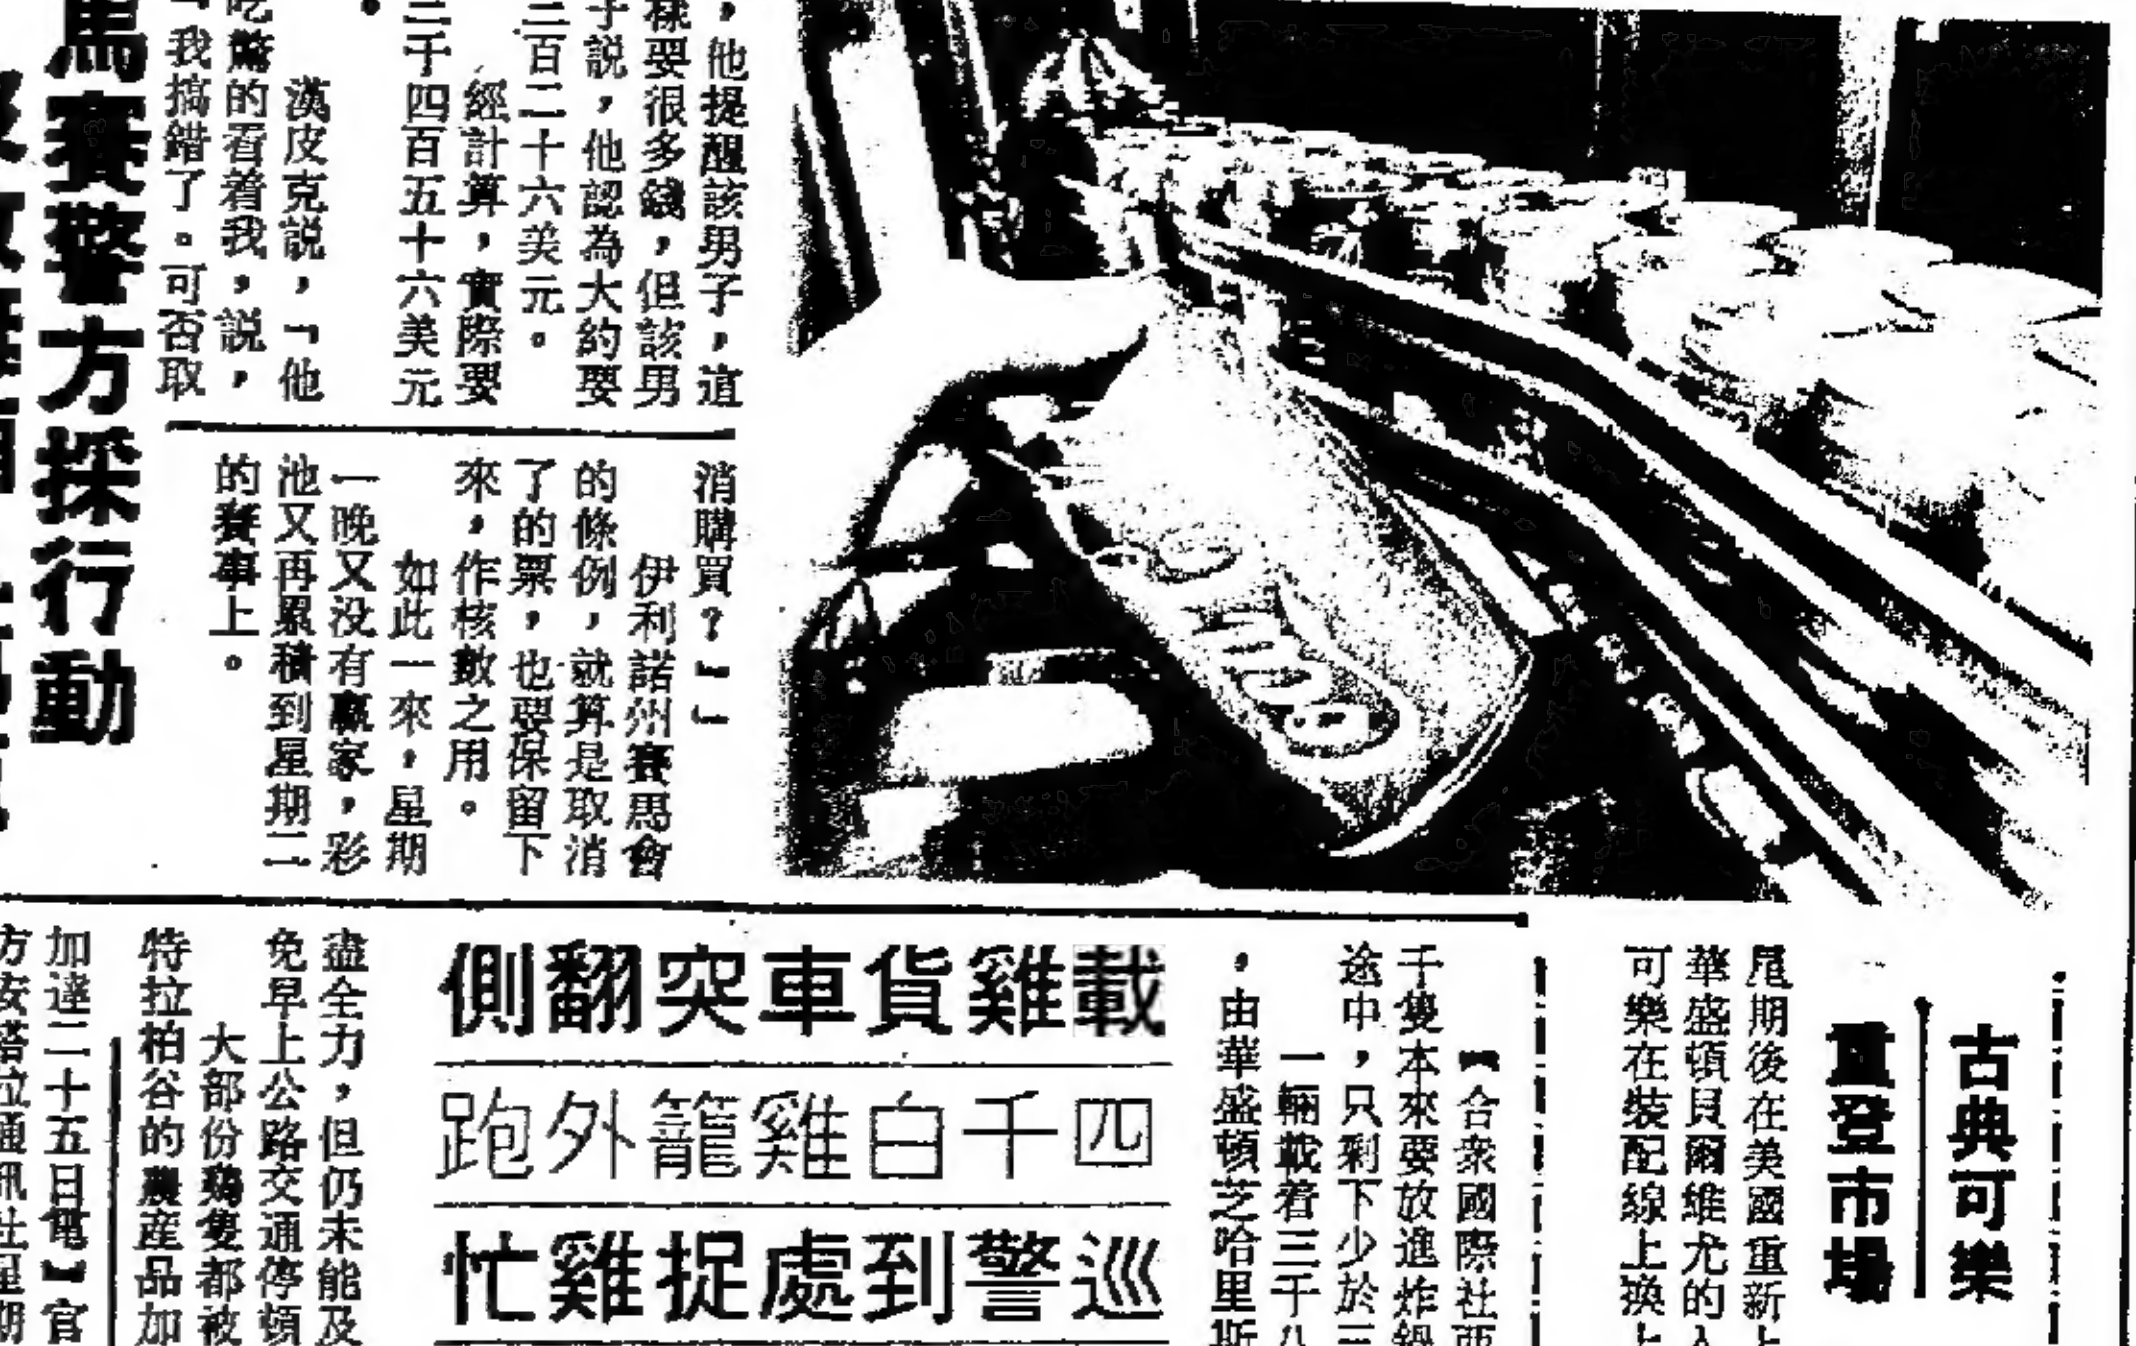 ，他提醒該男子，道
樣要很多錢，但該男
子説，他認為大約要
三百二十六美元。
經計算，實際要
三千四百五十六美元
。
漢皮克説，「他
吃驚的看着我，説，
「我搞錯了。可否取
消購買？」」
伊利諾州賽馬會
的條例，就算是取消
了的票，也要保留下
來，作核數之用。
如此一來，星期
一晚又没有贏家，彩
池又再累積到星期二
的賽事上。
馬賽警方採行動
古典可樂
重登市場
尾期後在美國重新上
華盛頓貝爾維尤的人
可樂在裝配線上換上
載雞貨車突翻側
四千白雞籠外跑
巡警到處捉雞忙
【合衆國際社西
千隻本來要放進炸鍋
途中，只剩下少於三
一輛載着三千八
，由華盛頓芝哈里斯
盡全力，但仍未能及
免早上公路交通停頓
大部份鷄隻都被
特拉柏谷的農産品加
加達二十五日電】官
方安塔拉通訊社星期